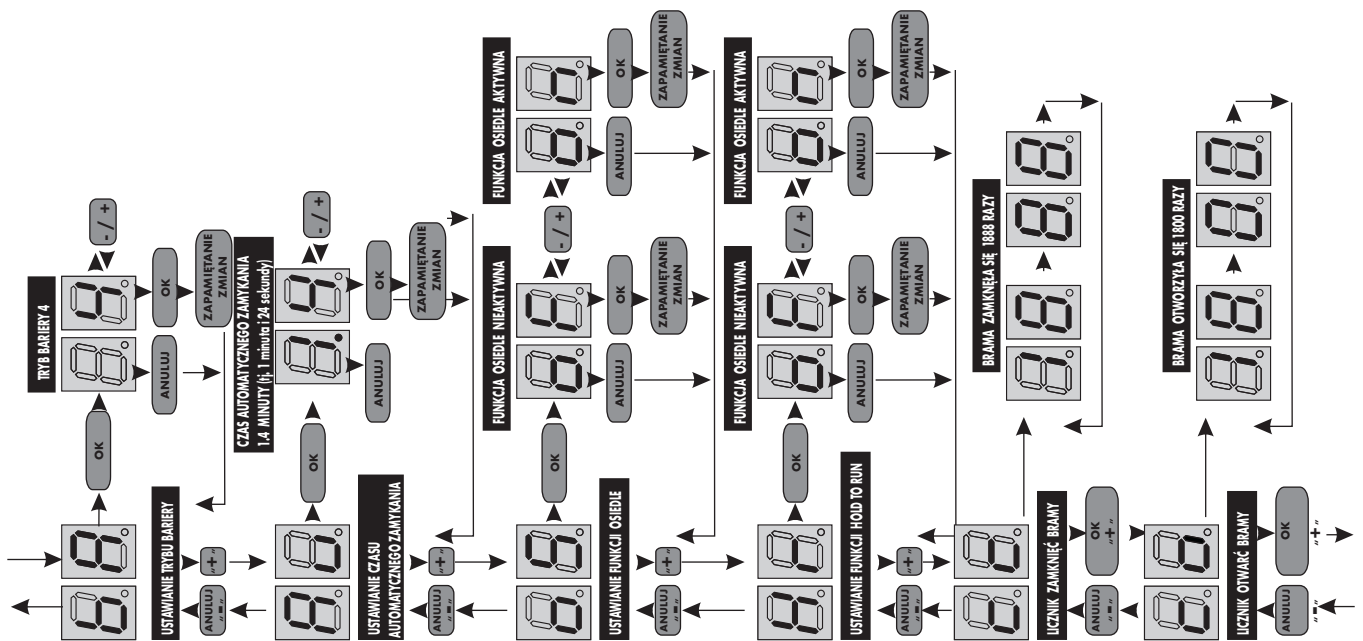 TRYB BARIERY 4
OK
ANULUJ
OK
- / +
ZAPAMIĘTANIE
ZMIAN
USTAWIANIE TRYBU BARIERY
ANULUJ
„-”
„+”
CZAS AUTOMATYCZNEGO ZAMYKANIA
1.4 MINUTY (tj. 1 minuta i 24 sekundy)
OK
ANULUJ
OK
- / +
ZAPAMIĘTANIE
ZMIAN
USTAWIANIE CZASU
AUTOMATYCZNEGO ZAMYKANIA
ANULUJ
„-”
„+”
FUNKCJA OSIEDLE NIEAKTYWNA
FUNKCJA OSIEDLE AKTYWNA
OK
- / +
ANULUJ
OK
ZAPAMIĘTANIE
ZMIAN
ANULUJ
OK
ZAPAMIĘTANIE
ZMIAN
USTAWIANIE FUNKCJI OSIEDLE
ANULUJ
„-”
„+”
FUNKCJA OSIEDLE NIEAKTYWNA
FUNKCJA OSIEDLE AKTYWNA
OK
- / +
ANULUJ
OK
ZAPAMIĘTANIE
ZMIAN
ANULUJ
OK
ZAPAMIĘTANIE
ZMIAN
USTAWIANIE FUNKCJI HOLD TO RUN
ANULUJ
„-”
„+”
BRAMA ZAMKNĘŁA SIĘ 1888 RAZY
LICZNIK ZAMKNIĘĆ BRAMY
ANULUJ
„-”
OK
„+”
BRAMA OTWORZYŁA SIĘ 1800 RAZY
LICZNIK OTWARĆ BRAMY
ANULUJ
„-”
OK
„+”